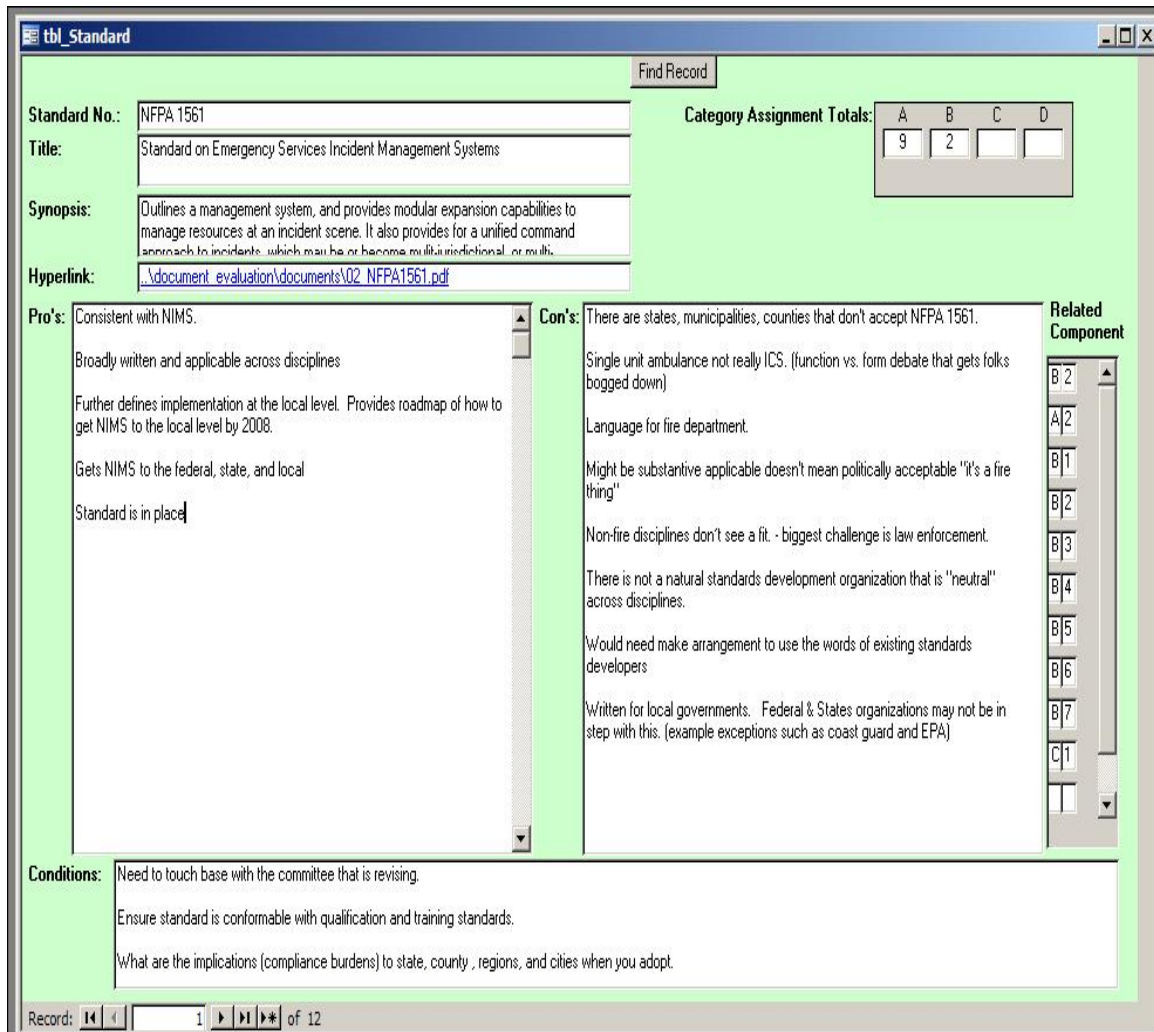 tbl_Standard
Find Record
Standard No.: NFPA 1561
Category Assignment Totals: A B C D
9 2
Title: Standard on Emergency Services Incident Management Systems
Synopsis: Outlines a management system, and provides modular expansion capabilities to
manage resources at an incident scene. It also provides for a unified command
approach to incidents, which may be or become mulit-jurisdictional, or multi-
Hyperlink: ..\document_evaluation\documents\02_NFPA1561.pdf
Pro's: Consistent with NIMS.
Broadly written and applicable across disciplines
Further defines implementation at the local level. Provides roadmap of how to
get NIMS to the local level by 2008.
Gets NIMS to the federal, state, and local
Standard is in place
Con's: There are states, municipalities, counties that don't accept NFPA 1561.
Single unit ambulance not really ICS. (function vs. form debate that gets folks
bogged down)
Language for fire department.
Might be substantive applicable doesn't mean politically acceptable "it's a fire
thing"
Non-fire disciplines don't see a fit. - biggest challenge is law enforcement.
There is not a natural standards development organization that is "neutral"
across disciplines.
Would need make arrangement to use the words of existing standards
developers
Written for local governments. Federal & States organizations may not be in
step with this. (example exceptions such as coast guard and EPA)
Related
Component
B 2
A 2
B 1
B 2
B 3
B 4
B 5
B 6
B 7
C 1
Conditions: Need to touch base with the committee that is revising.
Ensure standard is conformable with qualification and training standards.
What are the implications (compliance burdens) to state, county , regions, and cities when you adopt.
Record: 1 of 12